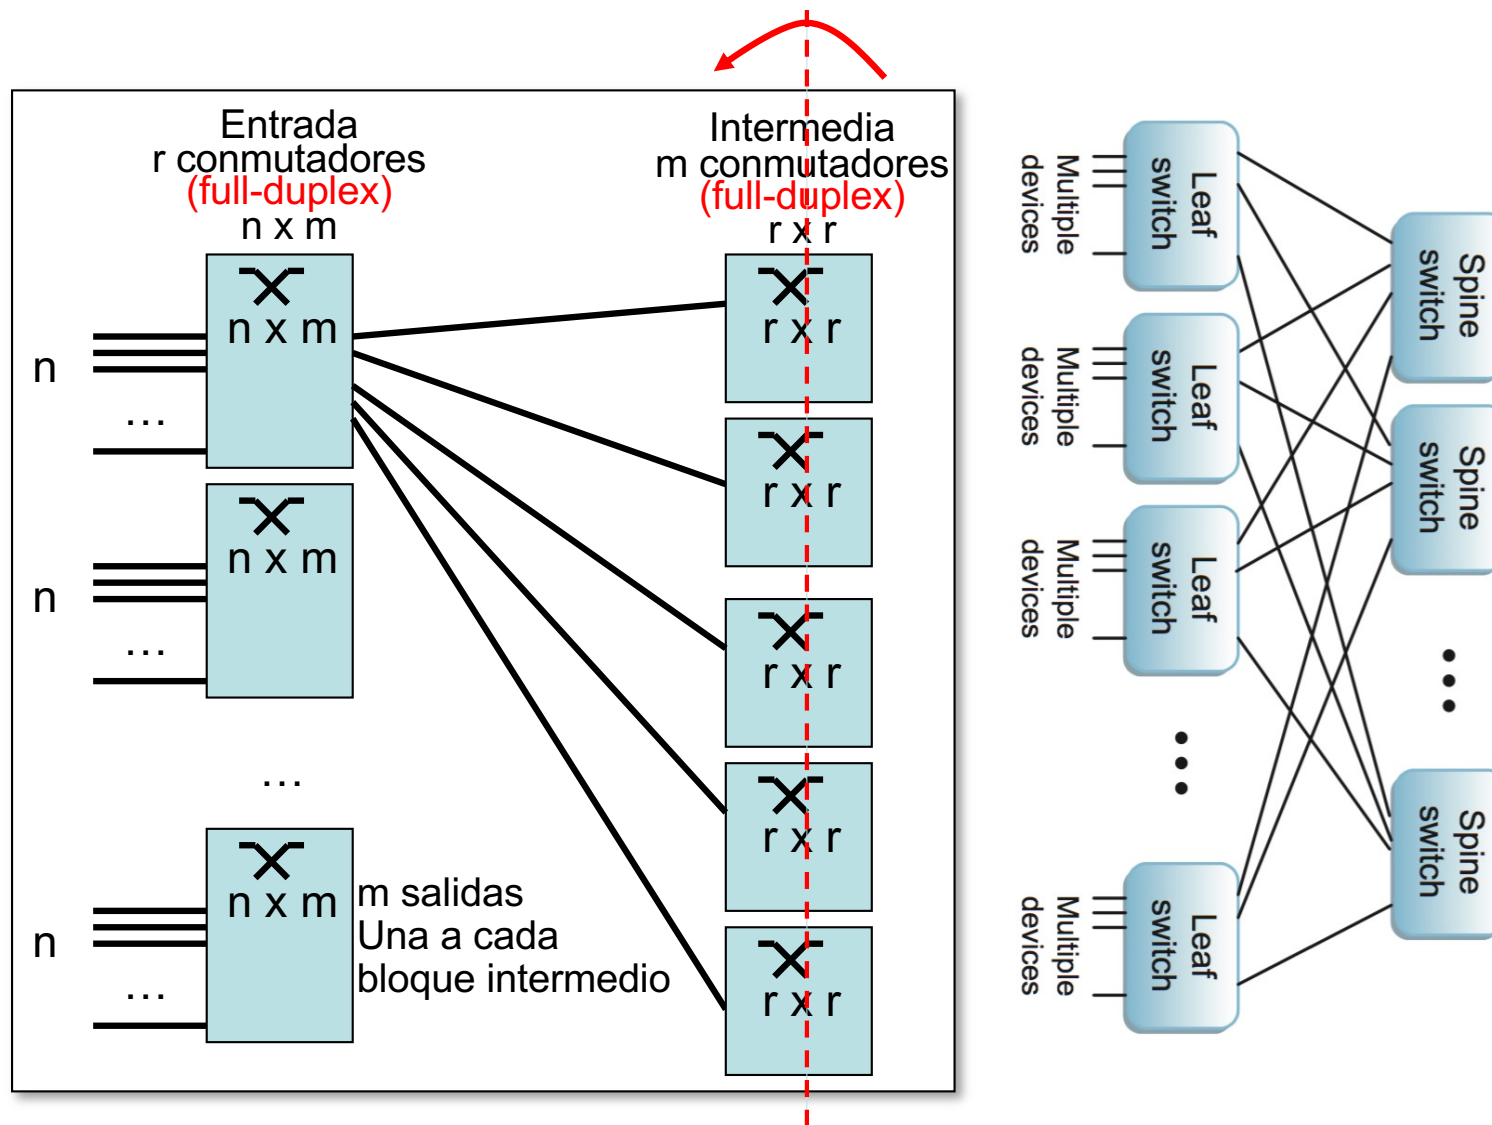 Entrada
r conmutadores
(full-duplex)
n x m
Intermedia
m conmutadores
(full-duplex)
r x r
n
...
n x m
n
...
n x m
...
n
...
n x m
m salidas
Una a cada
bloque intermedio
r x r
r x r
r x r
r x r
r x r
Multiple
devices
Leaf
switch
Multiple
devices
Leaf
switch
Multiple
devices
Leaf
switch
Multiple
devices
Leaf
switch
Spine
switch
Spine
switch
Spine
switch